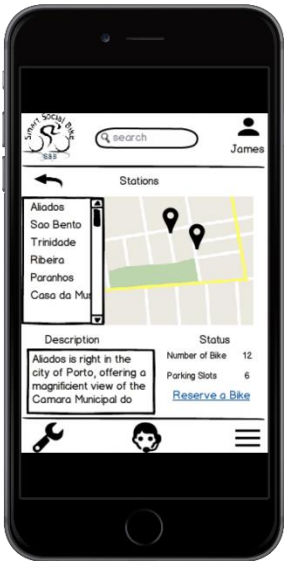 Smart Social Bike
SSB
search
James
Stations
Aliados
Sao Bento
Trinidade
Ribeira
Paranhos
Casa da Mu
Description
Aliados is right in the
city of Porto, offering a
magnificient view of the
Camara Municipal do
Status
Number of Bike 12
Parking Slots 6
Reserve a Bike